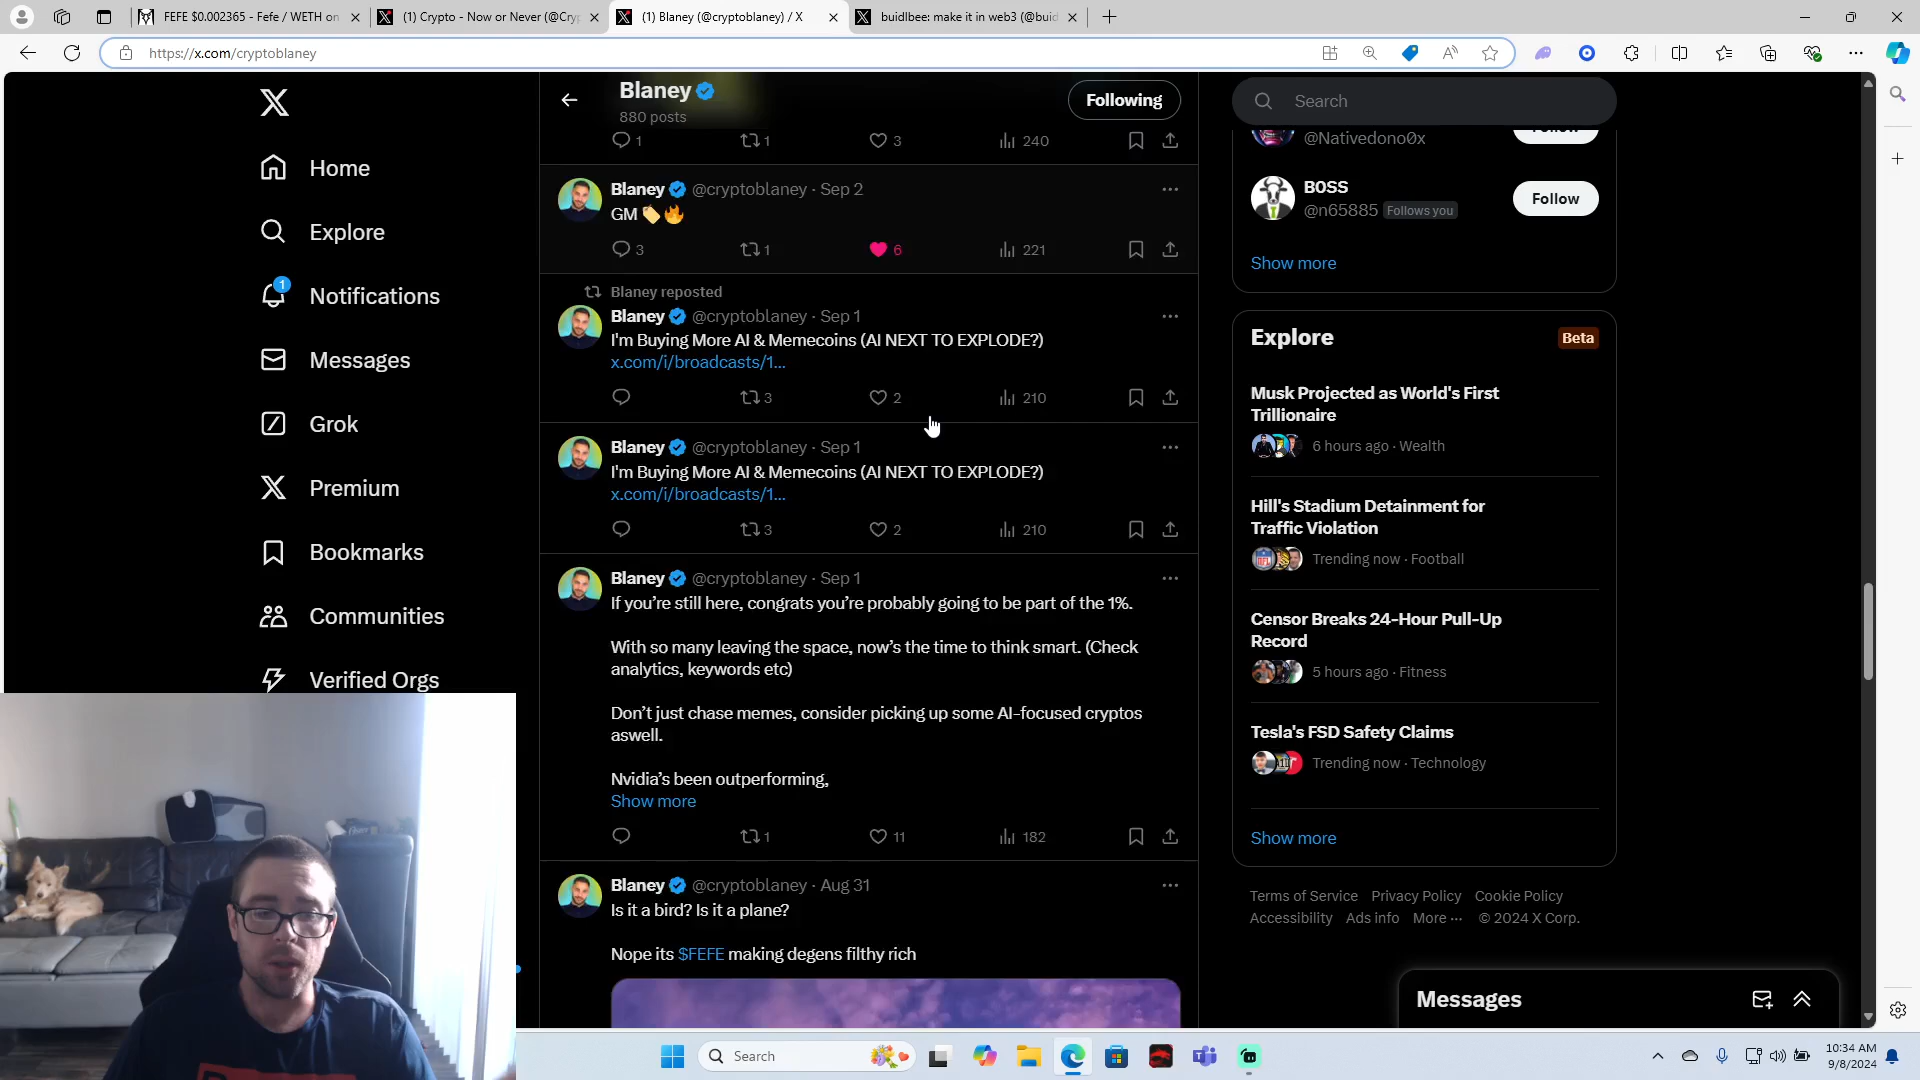 FEFE $0.002365 - Fefe / WETH on
(1) Crypto - Now or Never (@Cry
(1) Blaney (@cryptoblaney) / X
buidlbee: make it in web3 (@buid
https://x.com/cryptoblaney
Home
Explore
Notifications
1
Messages
Grok
Premium
Bookmarks
Communities
Verified Orgs
Blaney
880 posts
Following
1
1
3
240
Blaney @cryptoblaney · Sep 2
GM
3
1
6
221
Blaney reposted
Blaney @cryptoblaney · Sep 1
I'm Buying More AI & Memecoins (AI NEXT TO EXPLODE?)
x.com/i/broadcasts/1...
3
2
210
Blaney @cryptoblaney · Sep 1
I'm Buying More AI & Memecoins (AI NEXT TO EXPLODE?)
x.com/i/broadcasts/1...
3
2
210
Blaney @cryptoblaney · Sep 1
If you're still here, congrats you're probably going to be part of the 1%.
With so many leaving the space, now's the time to think smart. (Check
analytics, keywords etc)
Don't just chase memes, consider picking up some AI-focused cryptos
aswell.
Nvidia's been outperforming,
Show more
1
11
182
Blaney @cryptoblaney · Aug 31
Is it a bird? Is it a plane?
Nope its $FEFE making degens filthy rich
Search
@Nativedono0x
Follow
BOSS
@n65885 Follows you
Follow
Show more
Explore
Beta
Musk Projected as World's First
Trillionaire
6 hours ago · Wealth
Hill's Stadium Detainment for
Traffic Violation
Trending now · Football
Censor Breaks 24-Hour Pull-Up
Record
5 hours ago · Fitness
Tesla's FSD Safety Claims
Trending now · Technology
Show more
Terms of Service Privacy Policy Cookie Policy
Accessibility Ads info More ··· © 2024 X Corp.
Messages
Search
10:34 AM
9/8/2024